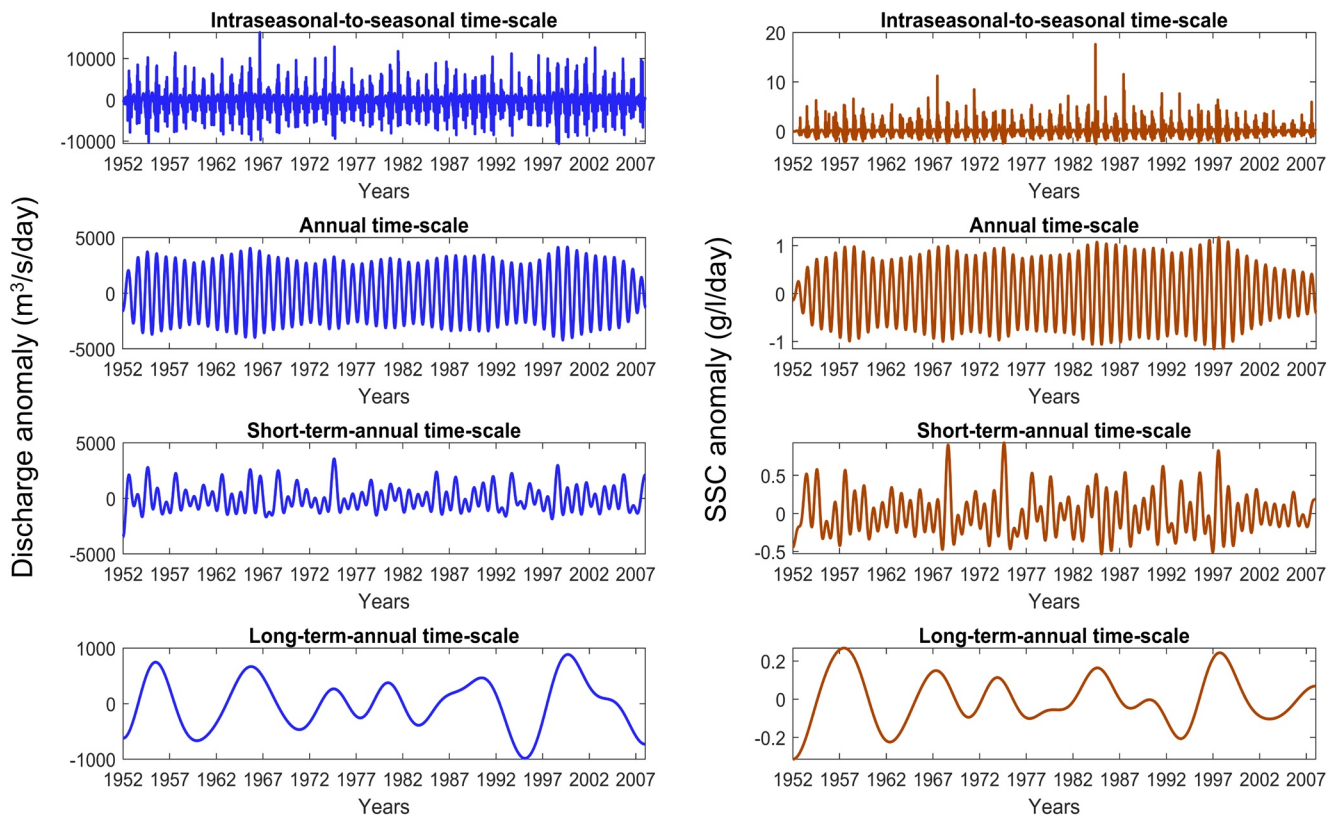 Discharge anomaly (m³/s/day)
Intraseasonal-to-seasonal time-scale
10000
0
-10000
1952 1957 1962 1967 1972 1977 1982 1987 1992 1997 2002 2007
Years
Annual time-scale
5000
0
-5000
1952 1957 1962 1967 1972 1977 1982 1987 1992 1997 2002 2007
Years
Short-term-annual time-scale
5000
0
-5000
1952 1957 1962 1967 1972 1977 1982 1987 1992 1997 2002 2007
Years
Long-term-annual time-scale
1000
0
-1000
1952 1957 1962 1967 1972 1977 1982 1987 1992 1997 2002 2007
Years
SSC anomaly (g/l/day)
Intraseasonal-to-seasonal time-scale
20
10
0
1952 1957 1962 1967 1972 1977 1982 1987 1992 1997 2002 2007
Years
Annual time-scale
1
0
-1
1952 1957 1962 1967 1972 1977 1982 1987 1992 1997 2002 2007
Years
Short-term-annual time-scale
0.5
0
-0.5
1952 1957 1962 1967 1972 1977 1982 1987 1992 1997 2002 2007
Years
Long-term-annual time-scale
0.2
0
-0.2
1952 1957 1962 1967 1972 1977 1982 1987 1992 1997 2002 2007
Years